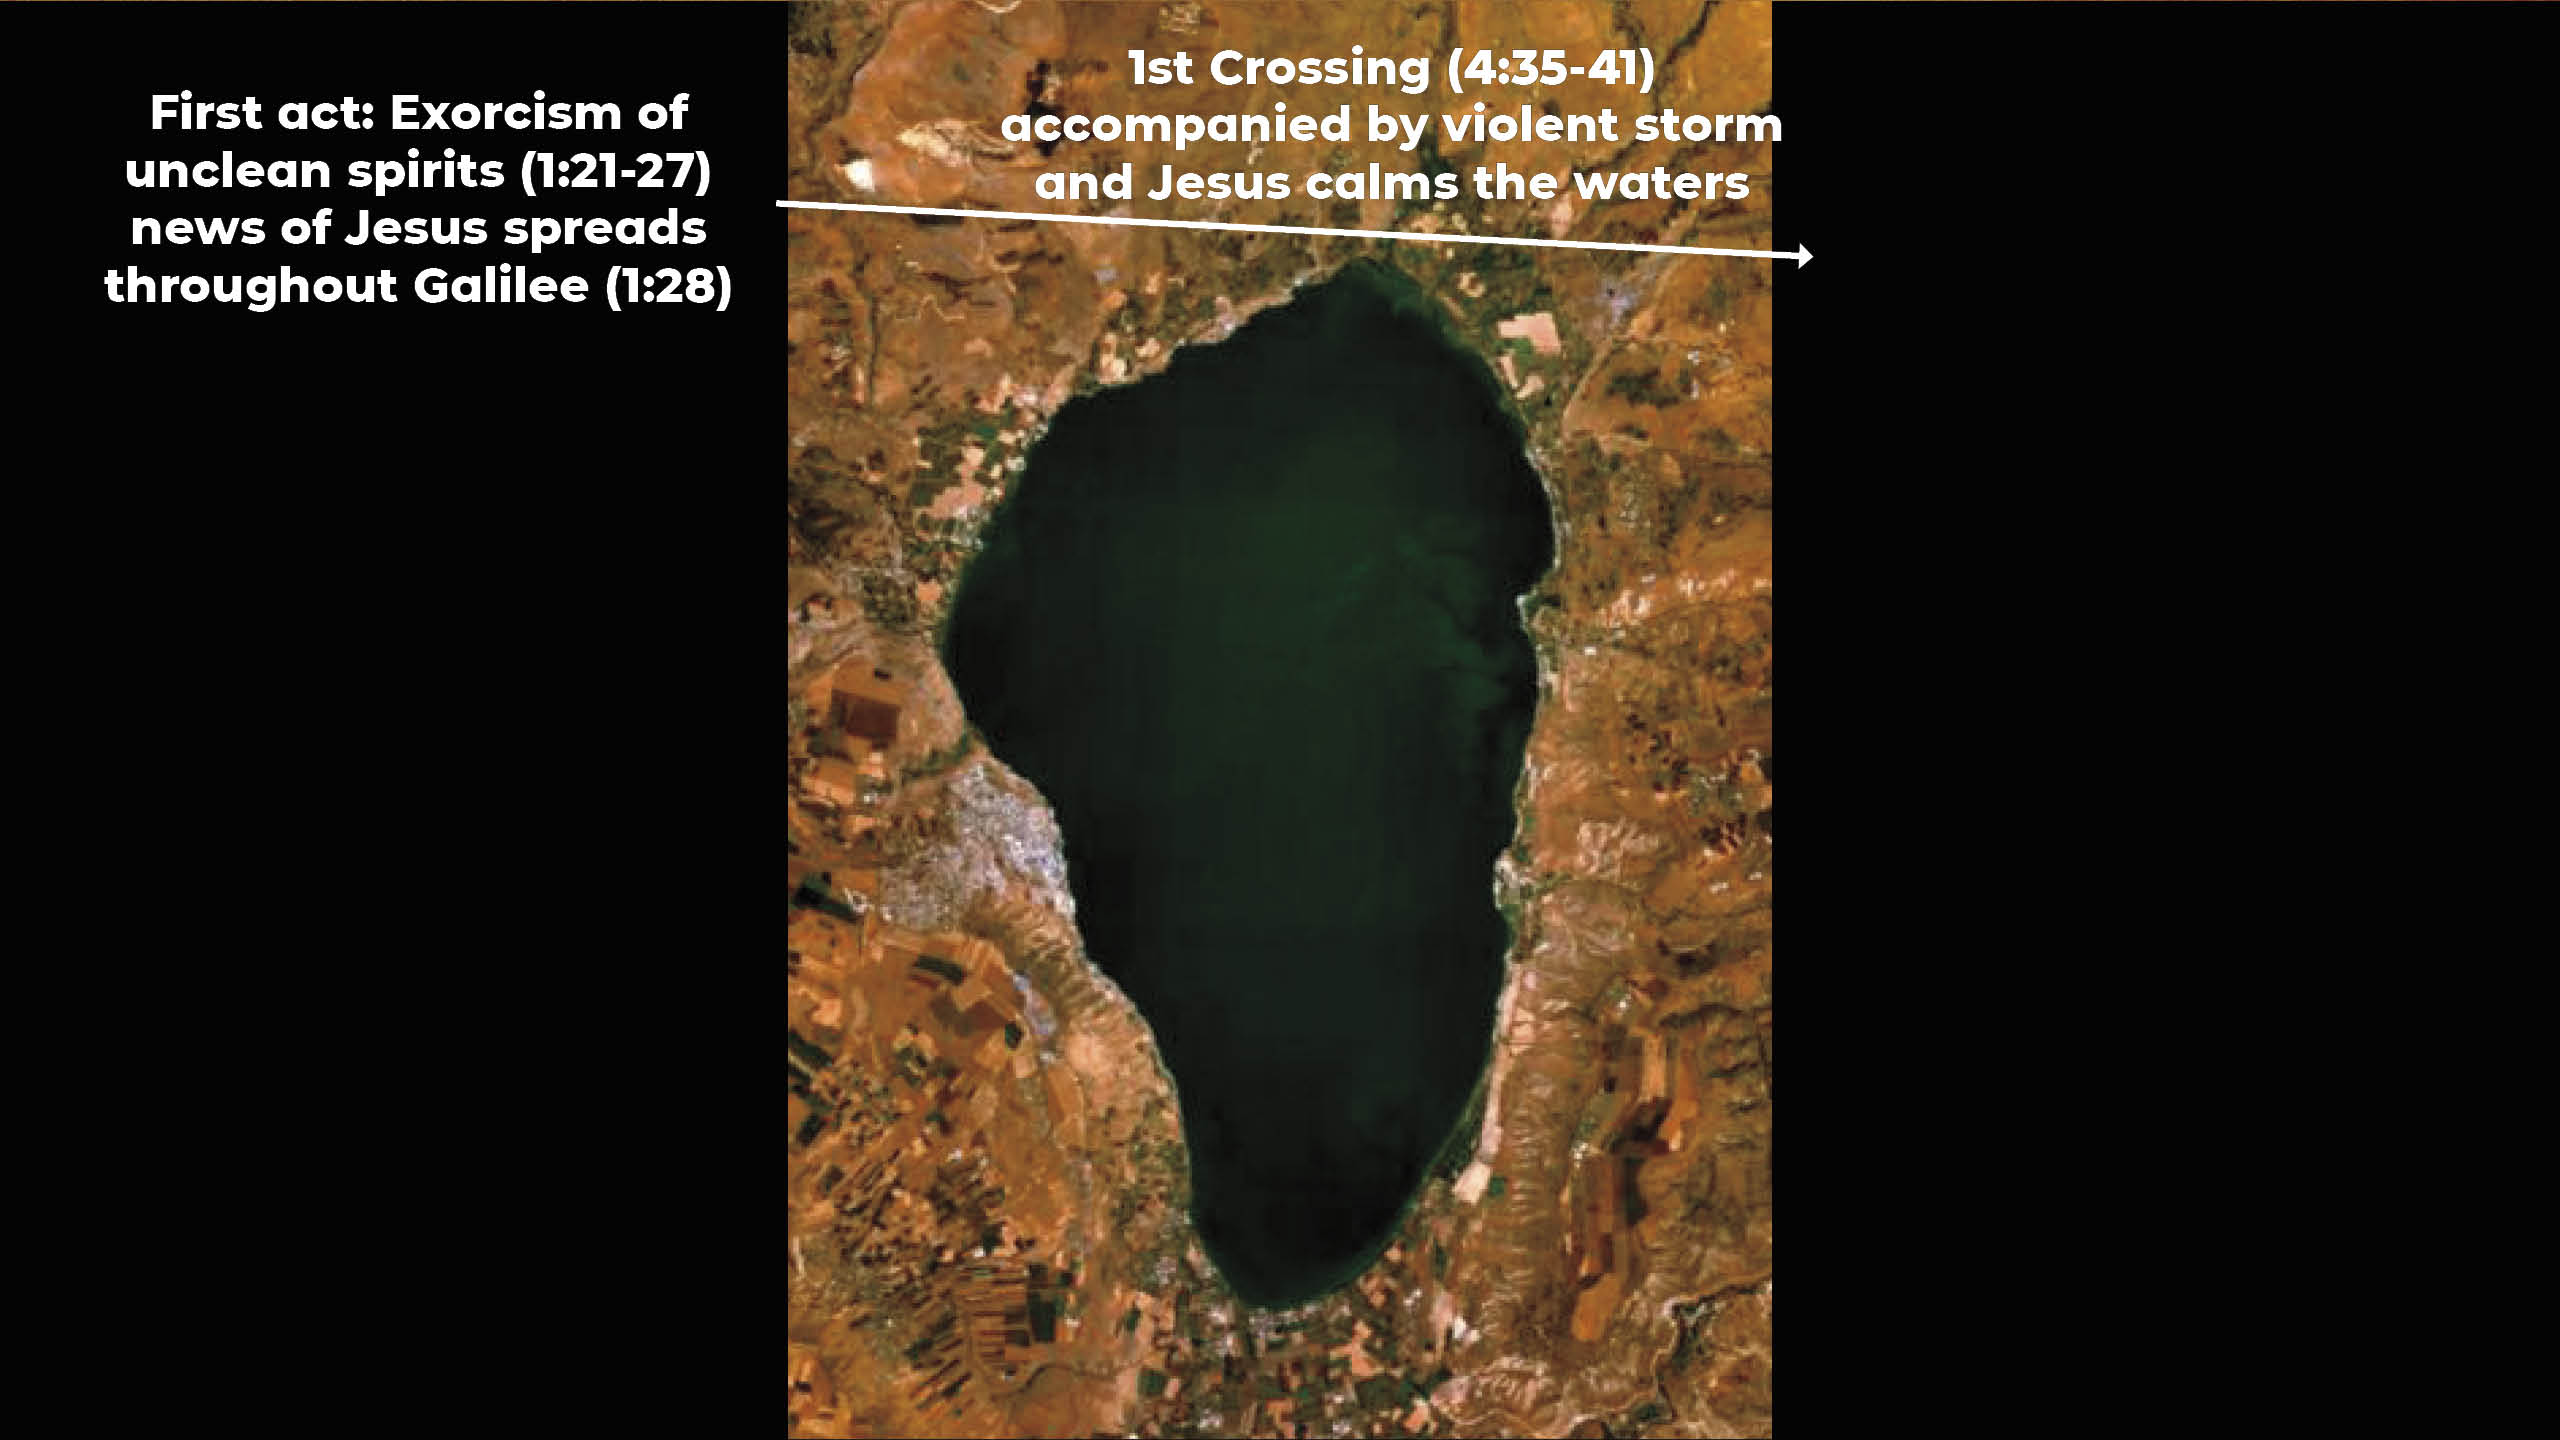 First act: Exorcism of
unclean spirits (1:21-27)
news of Jesus spreads
throughout Galilee (1:28)
1st Crossing (4:35-41)
accompanied by violent storm
and Jesus calms the waters